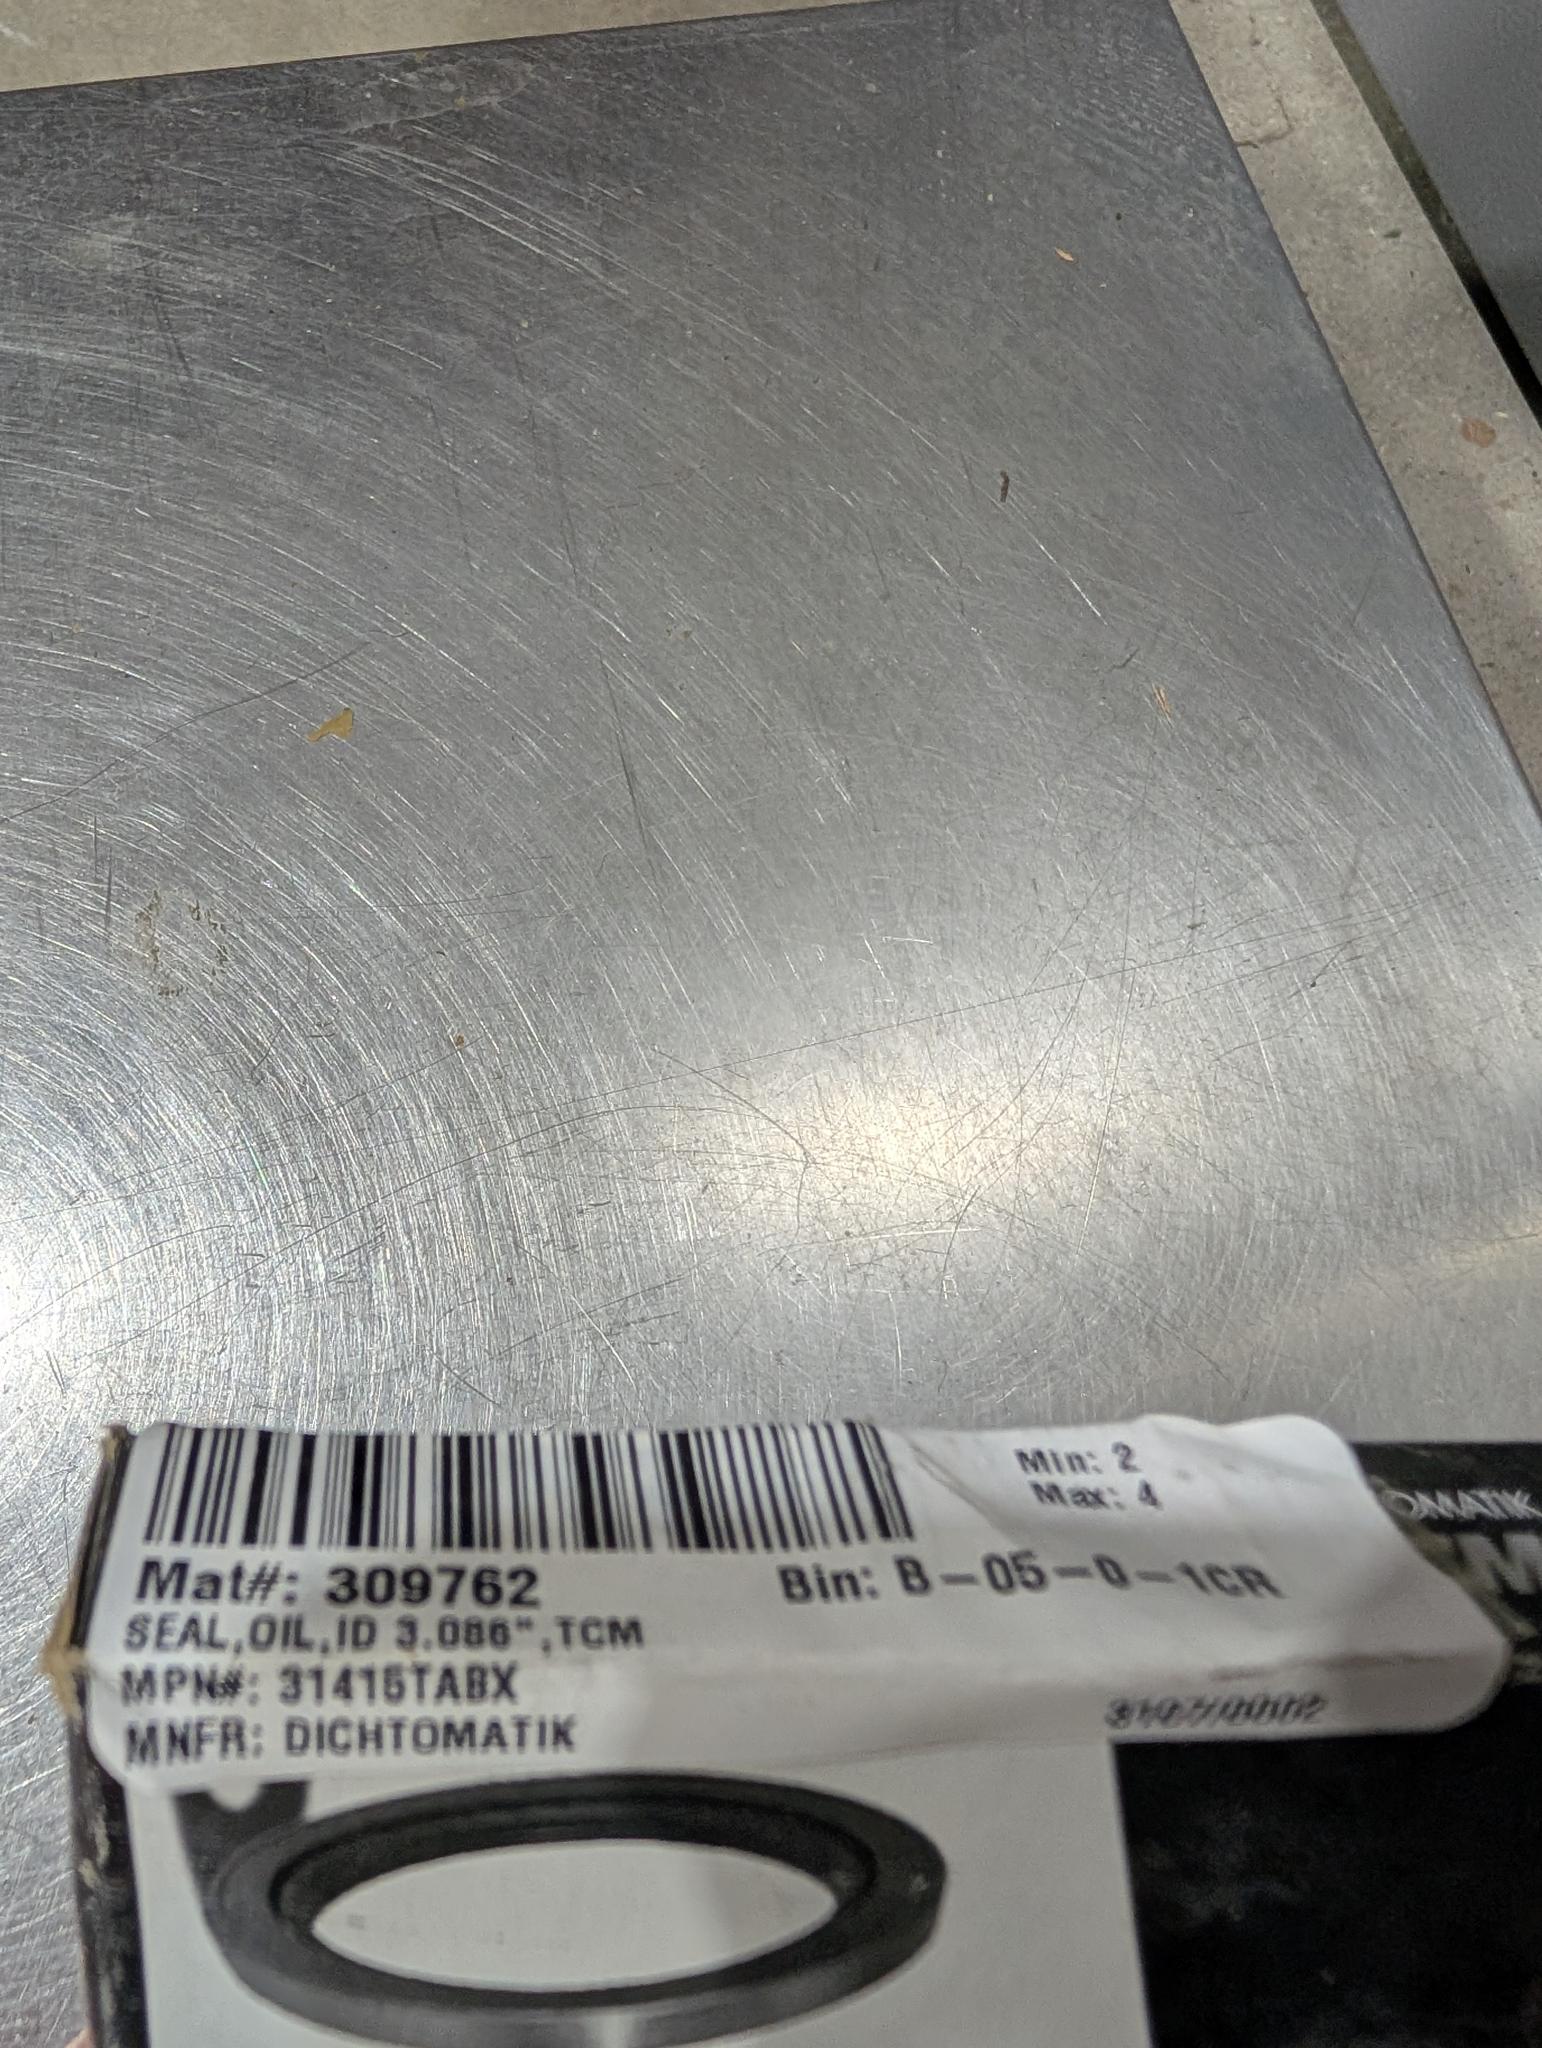 Min: 2
Max: 4
Mat#: 309762
Bin: B-05-0-1CR
SEAL,OIL,ID 3.086",TCM
MPN#: 31415TABX
MNFR: DICHTOMATIK
OMATIK